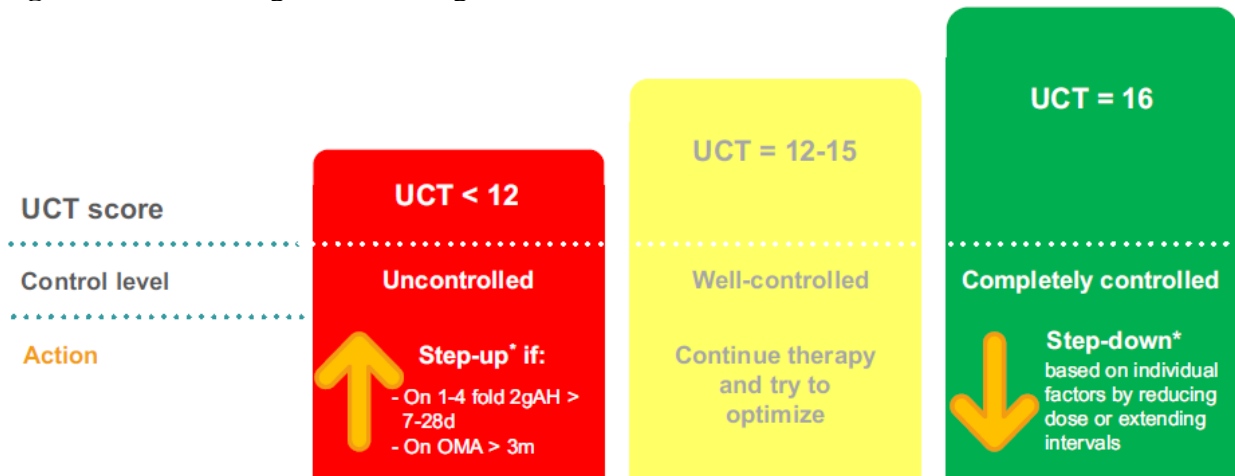 UCT score
UCT < 12
UCT = 12-15
UCT = 16
Control level
Uncontrolled
Well-controlled
Completely controlled
Action
Step-up* if:
- On 1-4 fold 2gAH >
7-28d
- On OMA > 3m
Continue therapy
and try to
optimize
Step-down*
based on individual
factors by reducing
dose or extending
intervals